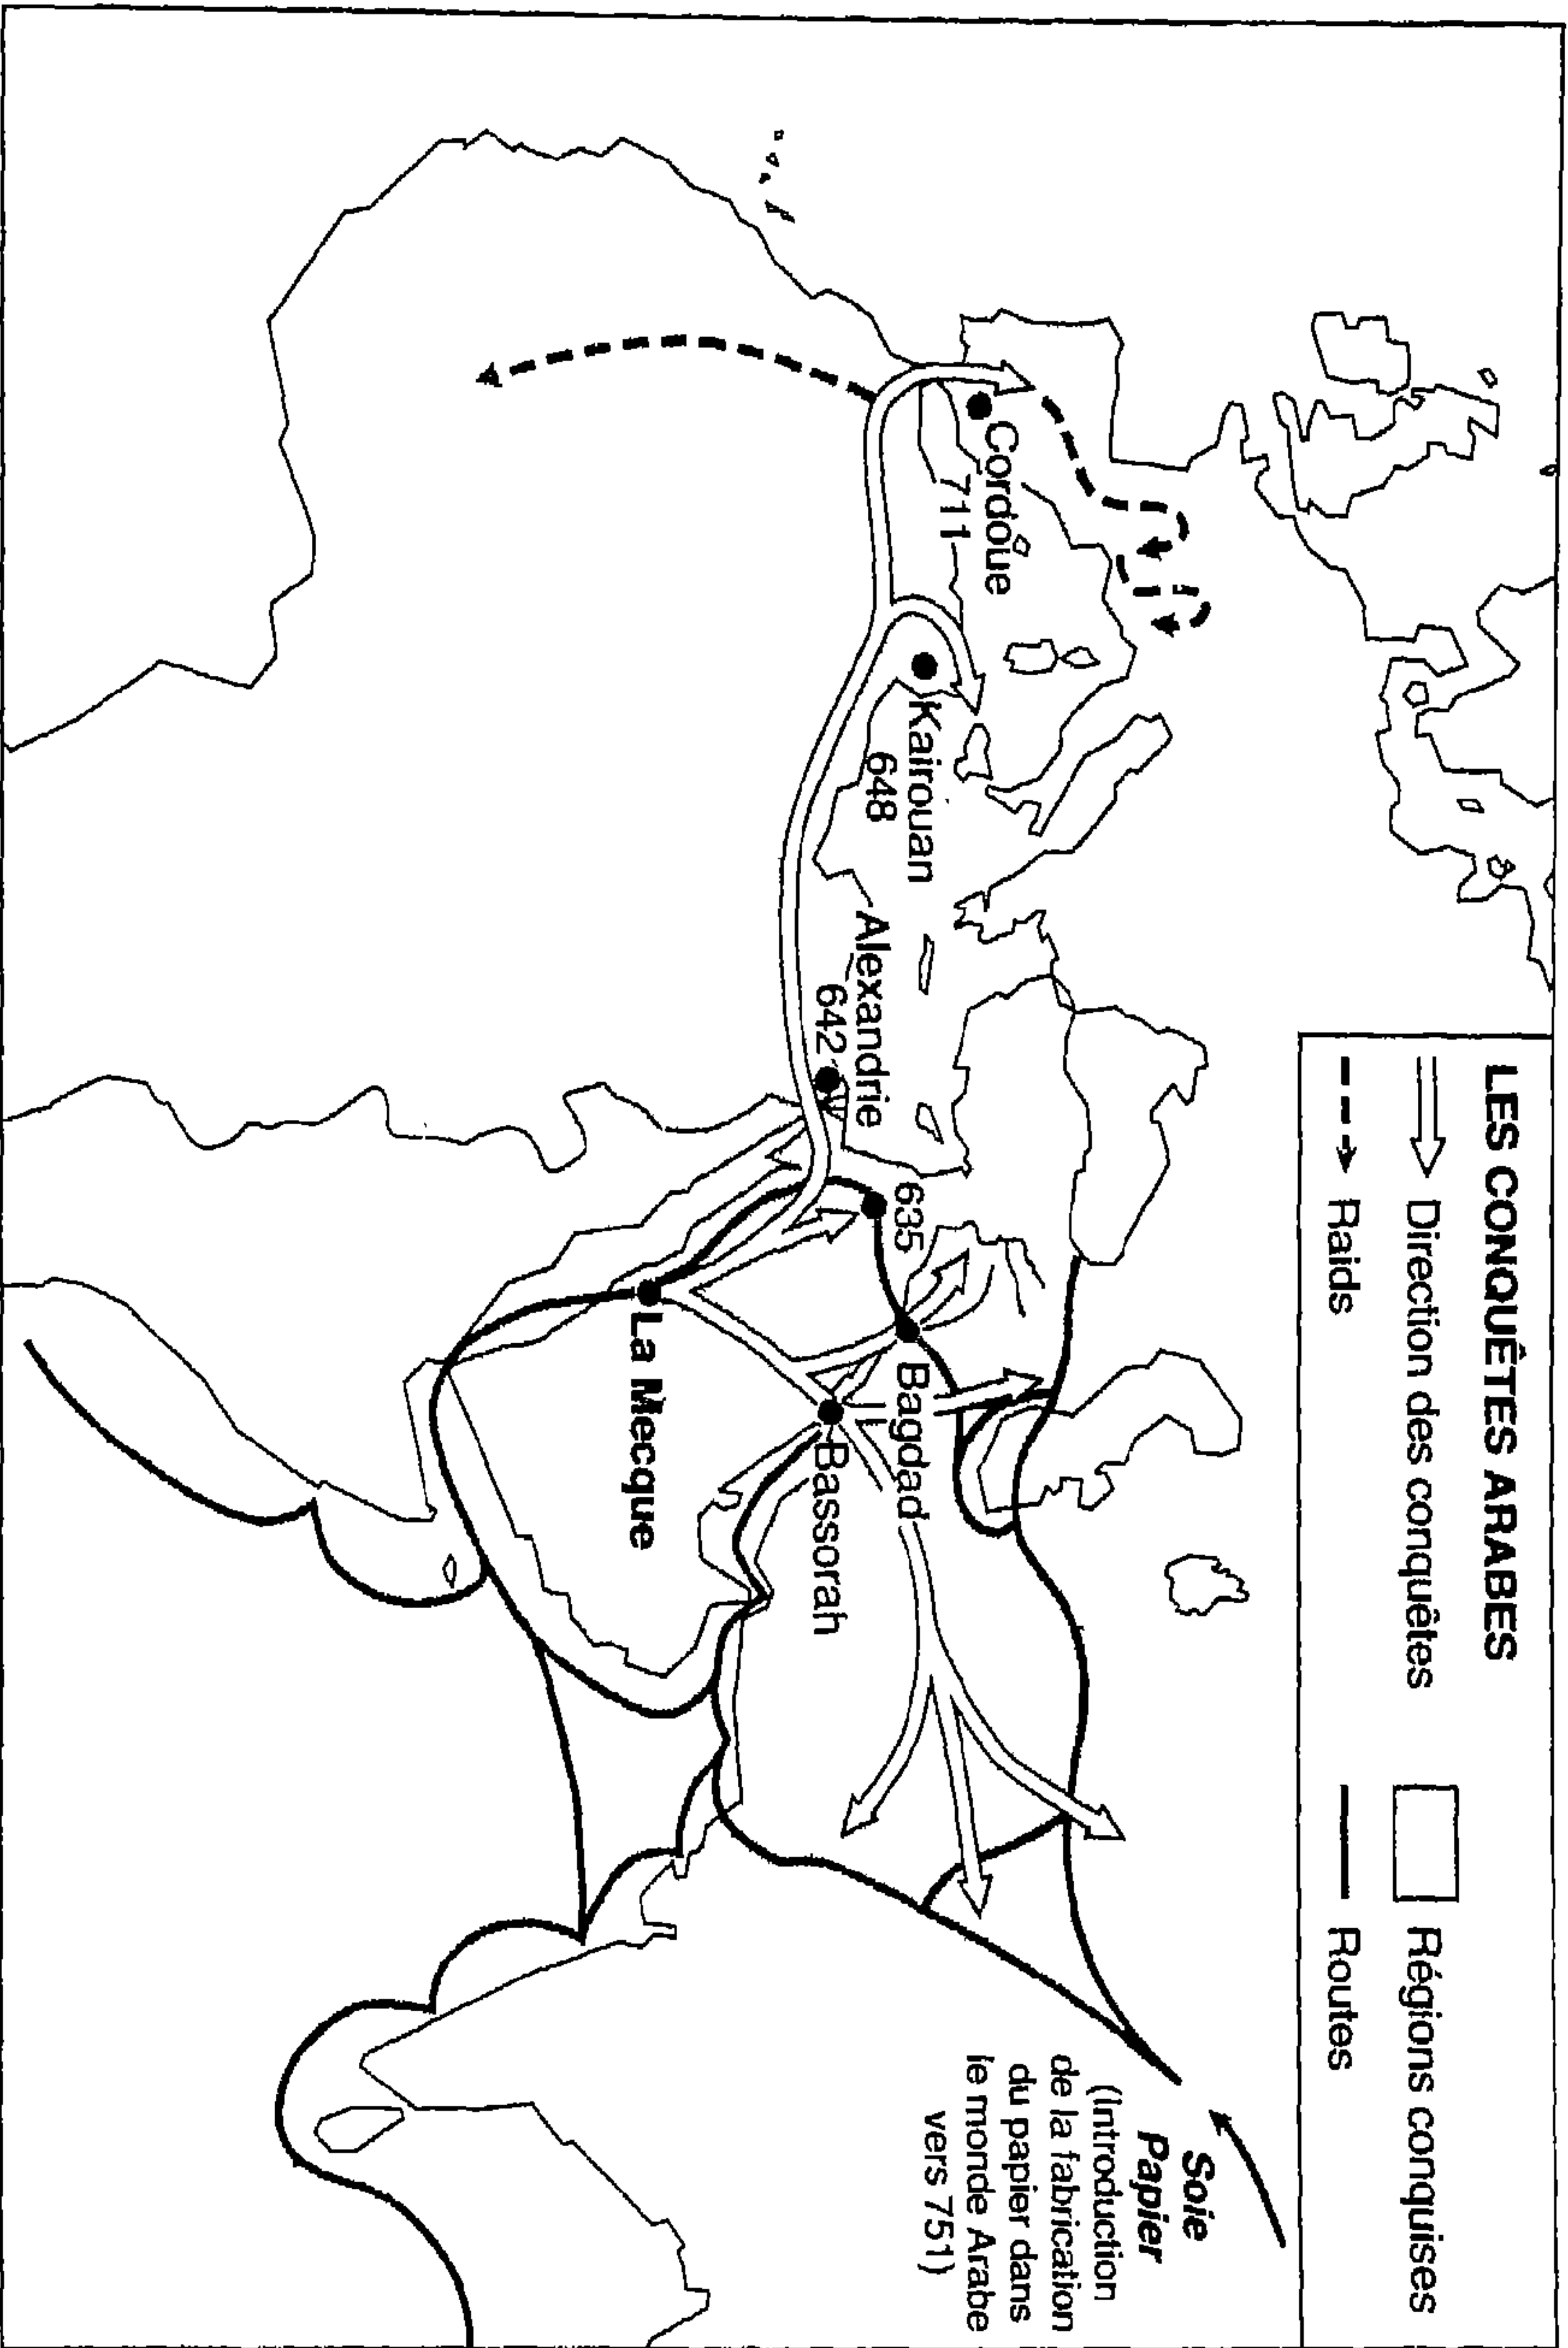 LES CONQUÊTES ARABES
Direction des conquêtes
Régions conquises
Raids
Routes
Cordoue
711
Kairouan
648
Alexandrie
642
635
Bagdad
Bassorah
La Mecque
Soie
Papier
(Introduction
de la fabrication
du papier dans
le monde Arabe
vers 751)